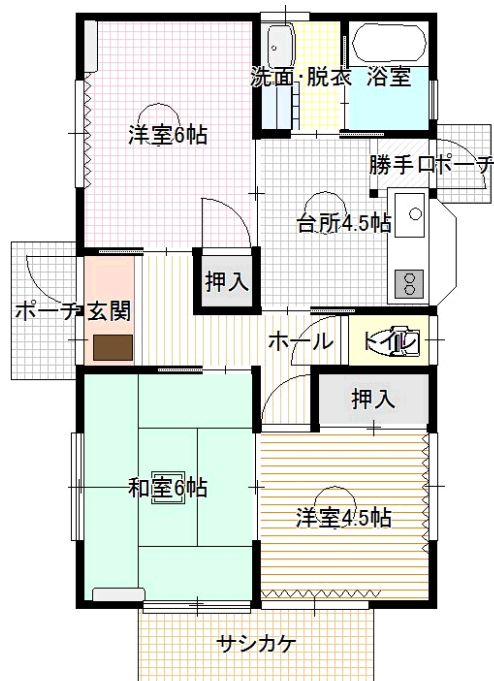 洗面・脱衣
浴室
洋室6帖
勝手口
ポーチ
台所4.5帖
押入
ポーチ
玄関
ホール
トイレ
押入
和室6帖
洋室4.5帖
サシカケ